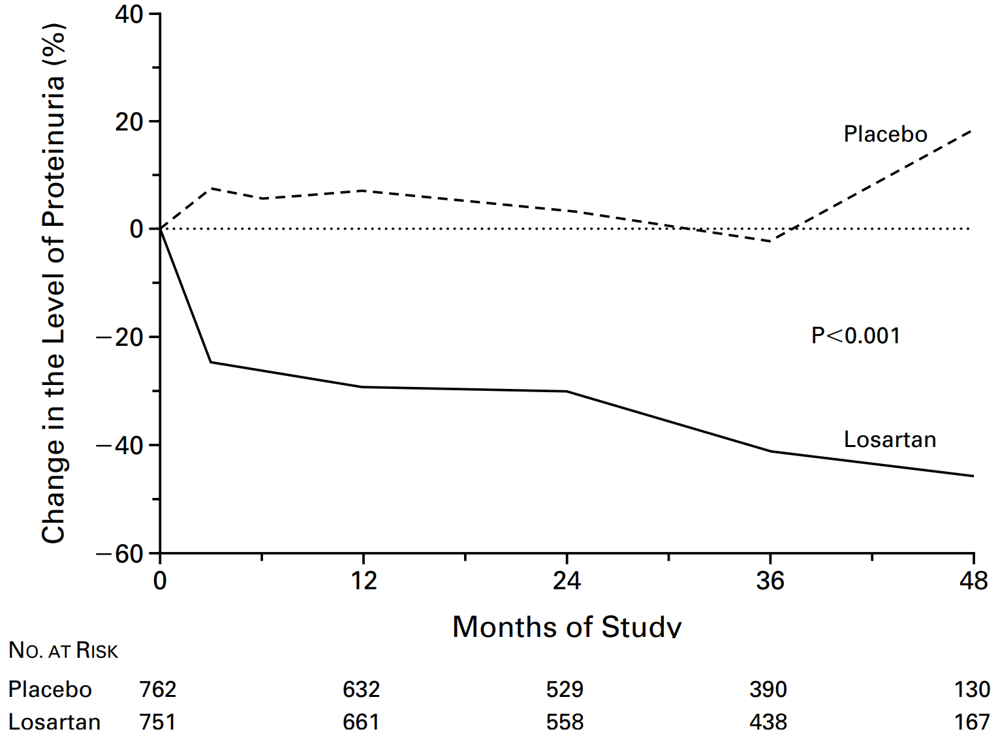 Change in the Level of Proteinuria (%)
40
20
0
−20
−40
−60
Placebo
P<0.001
Losartan
0 12 24 36 48
Months of Study
NO. AT RISK
Placebo 762 632 529 390 130
Losartan 751 661 558 438 167